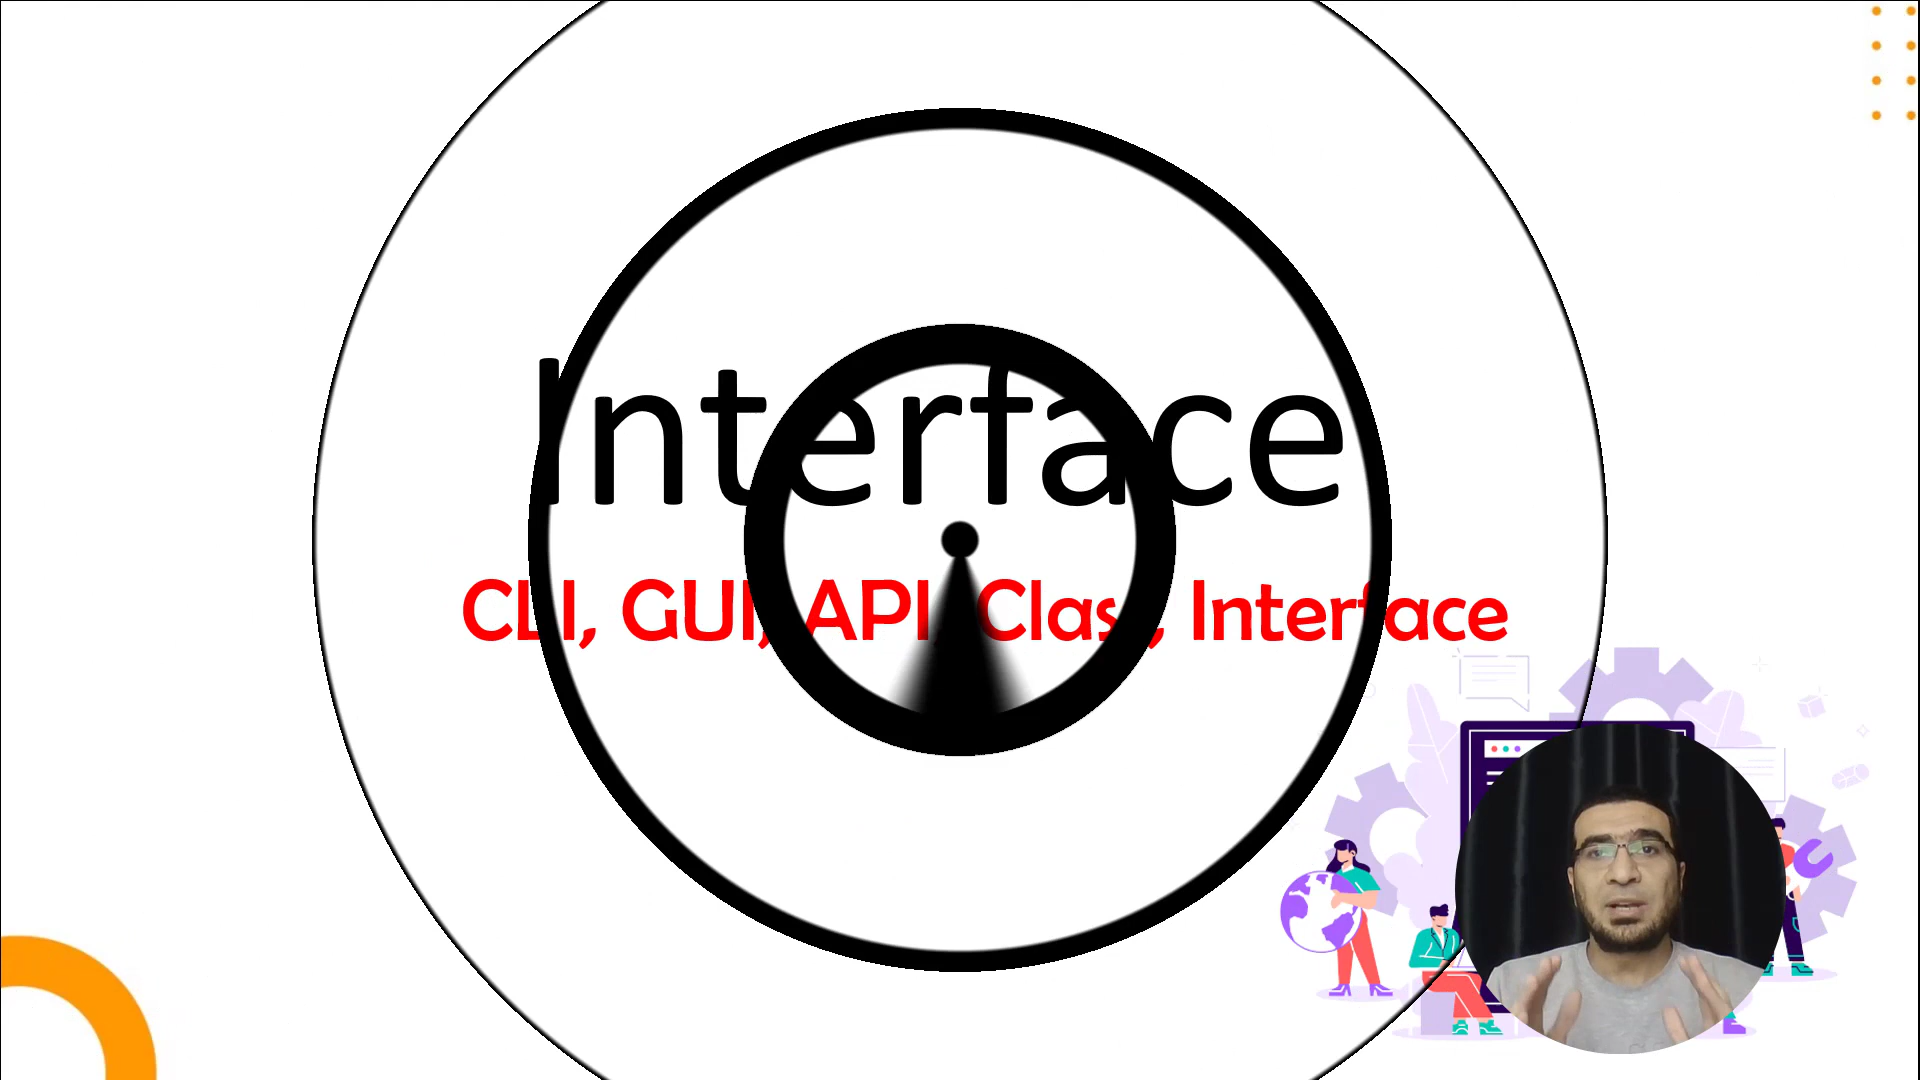 Interface
CLI, GUI, API, Class, Interface